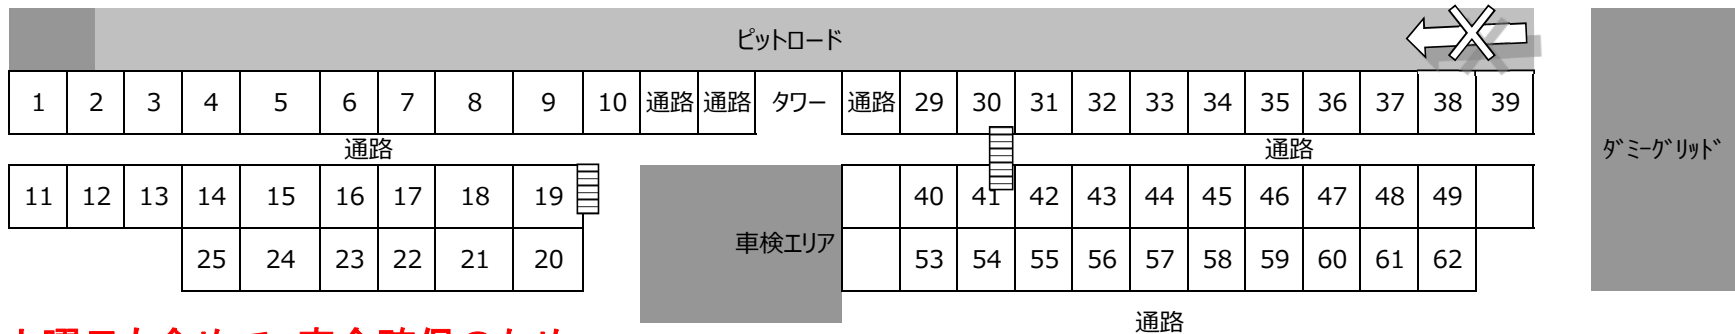 ピットロード
1 2 3 4 5 6 7 8 9 10 通路 通路 タワー 通路 29 30 31 32 33 34 35 36 37 38 39
通路 通路
ダミーグリッド
11 12 13 14 15 16 17 18 19 40 41 42 43 44 45 46 47 48 49
車検エリア
25 24 23 22 21 20 53 54 55 56 57 58 59 60 61 62
通路